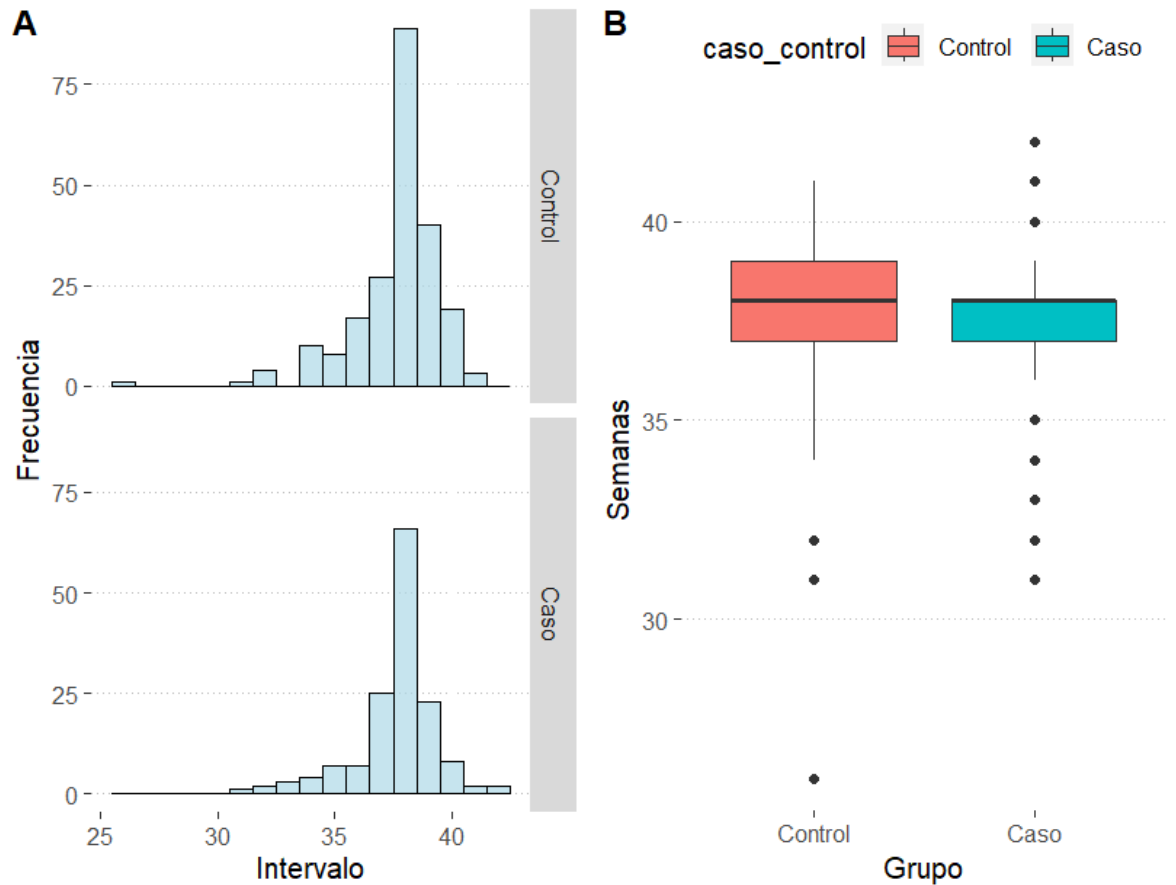 A
Frecuencia
75
50
25
0
Control
75
50
25
0
Caso
25 30 35 40
Intervalo
B
caso_control Control Caso
Semanas
40
35
30
Control Caso
Grupo